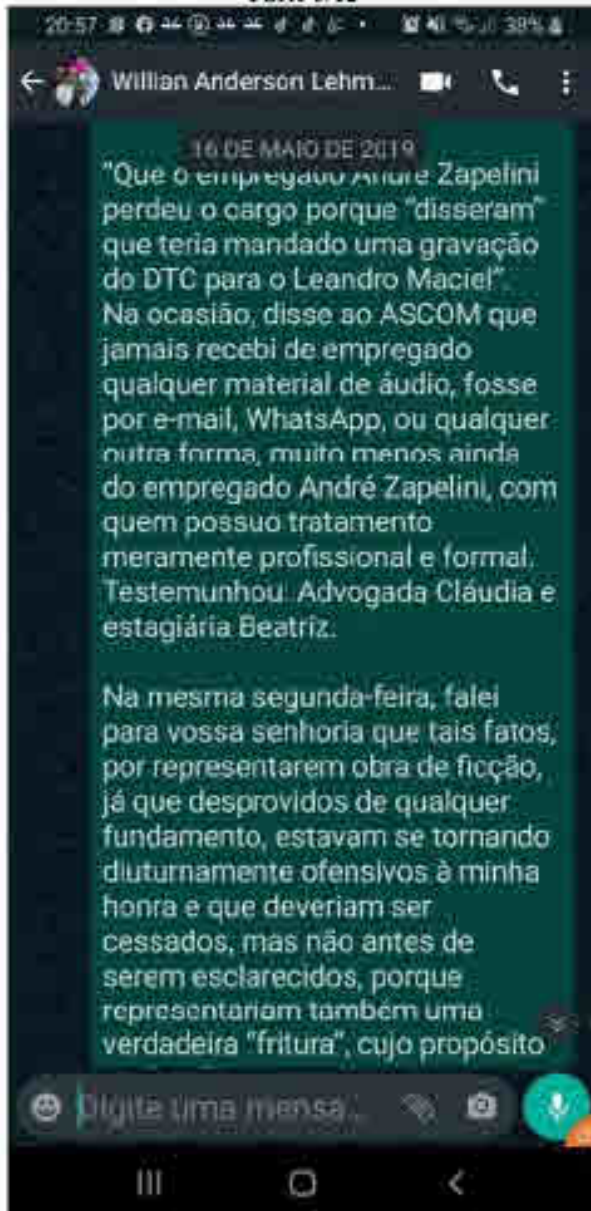 20:57
38%
Willian Anderson Lehm...
16 DE MAIO DE 2019
"Que o empregado André Zapelini
perdeu o cargo porque "disseram"
que teria mandado uma gravação
do DTC para o Leandro Maciel".
Na ocasião, disse ao ASCOM que
jamais recebi de empregado
qualquer material de áudio, fosse
por e-mail, WhatsApp, ou qualquer
outra forma, muito menos ainda
do empregado André Zapelini, com
quem possuo tratamento
meramente profissional e formal.
Testemunhou: Advogada Cláudia e
estagiária Beatriz.
Na mesma segunda-feira, falei
para vossa senhoria que tais fatos,
por representarem obra de ficção,
já que desprovidos de qualquer
fundamento, estavam se tornando
diuturnamente ofensivos à minha
honra e que deveriam ser
cessados, mas não antes de
serem esclarecidos, porque
representariam também uma
verdadeira "fritura", cujo propósito
Digite uma mensa...